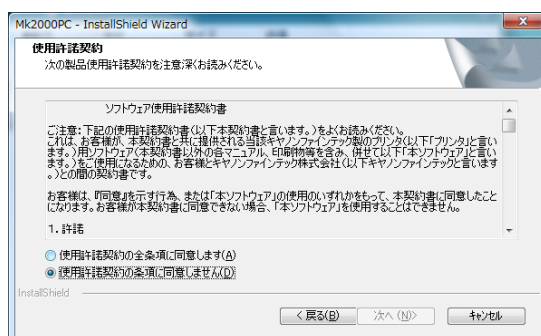 Mk2000PC - InstallShield Wizard
使用許諾契約
次の製品使用許諾契約を注意深くお読みください。
ソフトウェア使用許諾契約書
ご注意：下記の使用許諾契約書(以下本契約書と言います。)をよくお読みください。
これは、お客様が、本契約書と共に提供される当該キヤノンファインテック製のプリンタ(以下「プリンタ」と言い
ます。)用ソフトウェア(本契約書以外の各マニュアル、印刷物等を含み、併せて以下「本ソフトウェア」と言い
ます。)をご使用になるための、お客様とキヤノンファインテック株式会社(以下キヤノンファインテックと言います
。)との間の契約書です。
お客様は、『同意』を示す行為、または「本ソフトウェア」の使用のいずれかをもって、本契約書に同意したこと
になります。お客様が本契約書に同意できない場合、「本ソフトウェア」を使用することはできません。
1. 許諾
使用許諾契約の全条項に同意します(A)
使用許諾契約の条項に同意しません(D)
InstallShield
< 戻る(B)
次へ (N)>
キャンセル